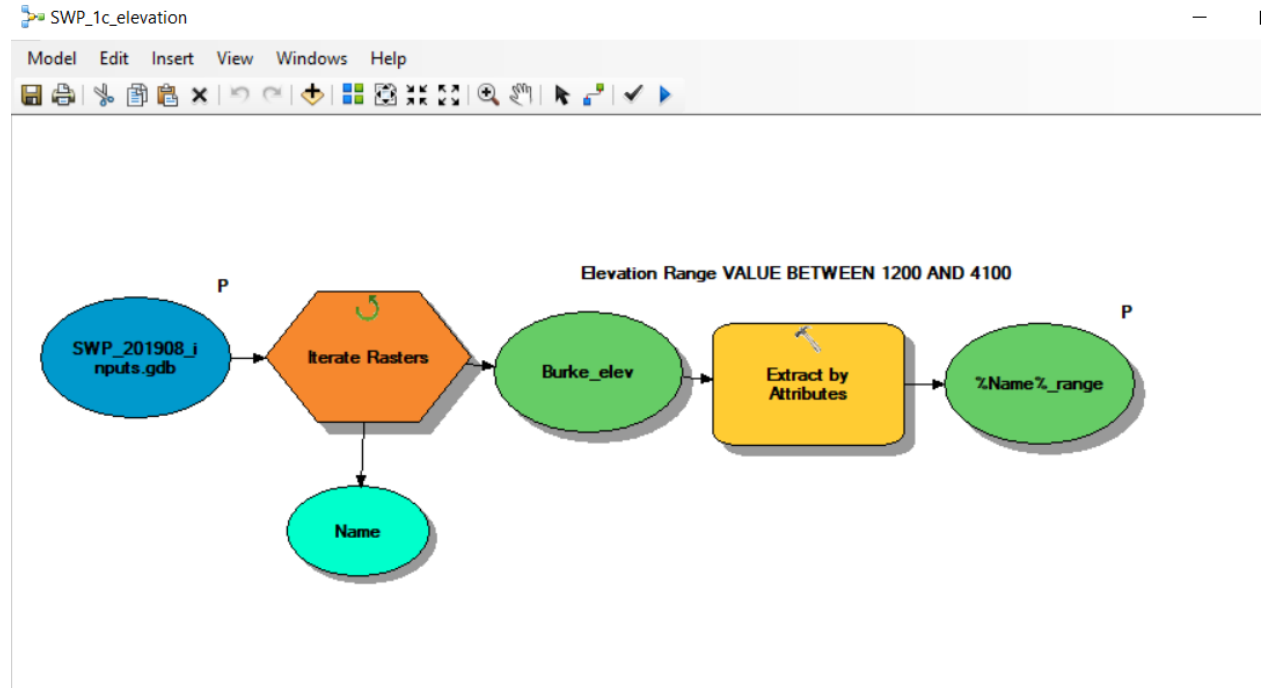 SWP_1c_elevation
Model Edit Insert View Windows Help
Elevation Range VALUE BETWEEN 1200 AND 4100
P
P
SWP_201908_i
nputs.gdb
Iterate Rasters
Burke_elev
Extract by
Attributes
%Name%_range
Name